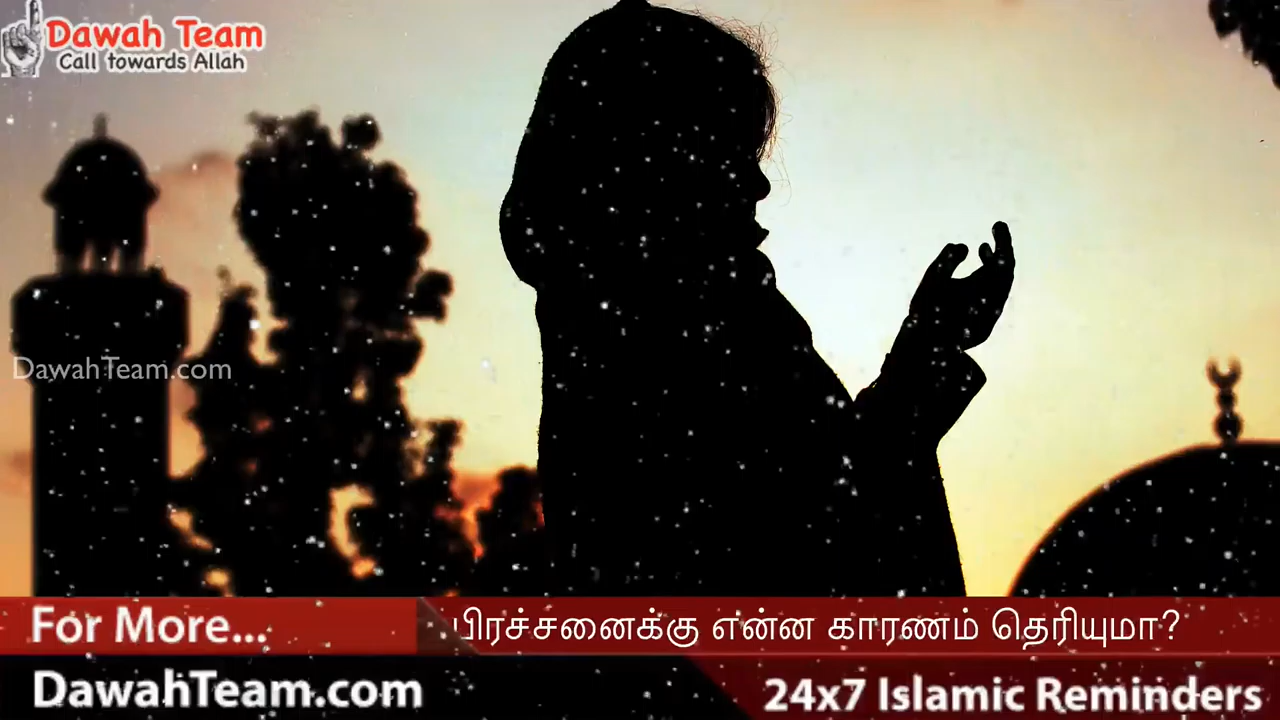 Dawah Team
Call towards Allah
DawahTeam.com
For More...
பிரச்சனைக்கு என்ன காரணம் தெரியுமா?
DawahTeam.com
24x7 Islamic Reminders